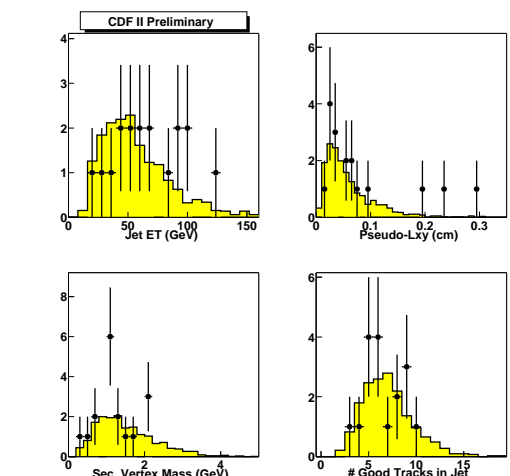 CDF II Preliminary
4
3
2
1
0
0 50 100 150
Jet ET (GeV)
6
4
2
0
0 0.1 0.2 0.3
Pseudo-Lxy (cm)
8
6
4
2
0
0 2 4
Sec. Vertex Mass (GeV)
6
4
2
0
0 5 10 15
# Good Tracks in Jet